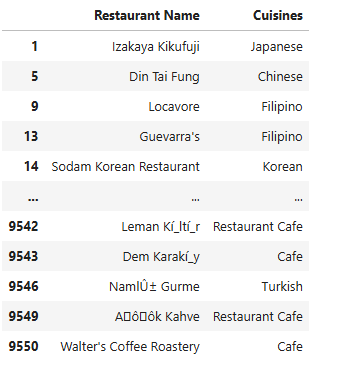 Restaurant Name Cuisines
1 Izakaya Kikufuji Japanese
5 Din Tai Fung Chinese
9 Locavore Filipino
13 Guevarra's Filipino
14 Sodam Korean Restaurant Korean
... ... ...
9542 Leman Kí_ltí_r Restaurant Cafe
9543 Dem Karakí_y Cafe
9546 NamlÛ± Gurme Turkish
9549 A□ô□ôk Kahve Restaurant Cafe
9550 Walter's Coffee Roastery Cafe